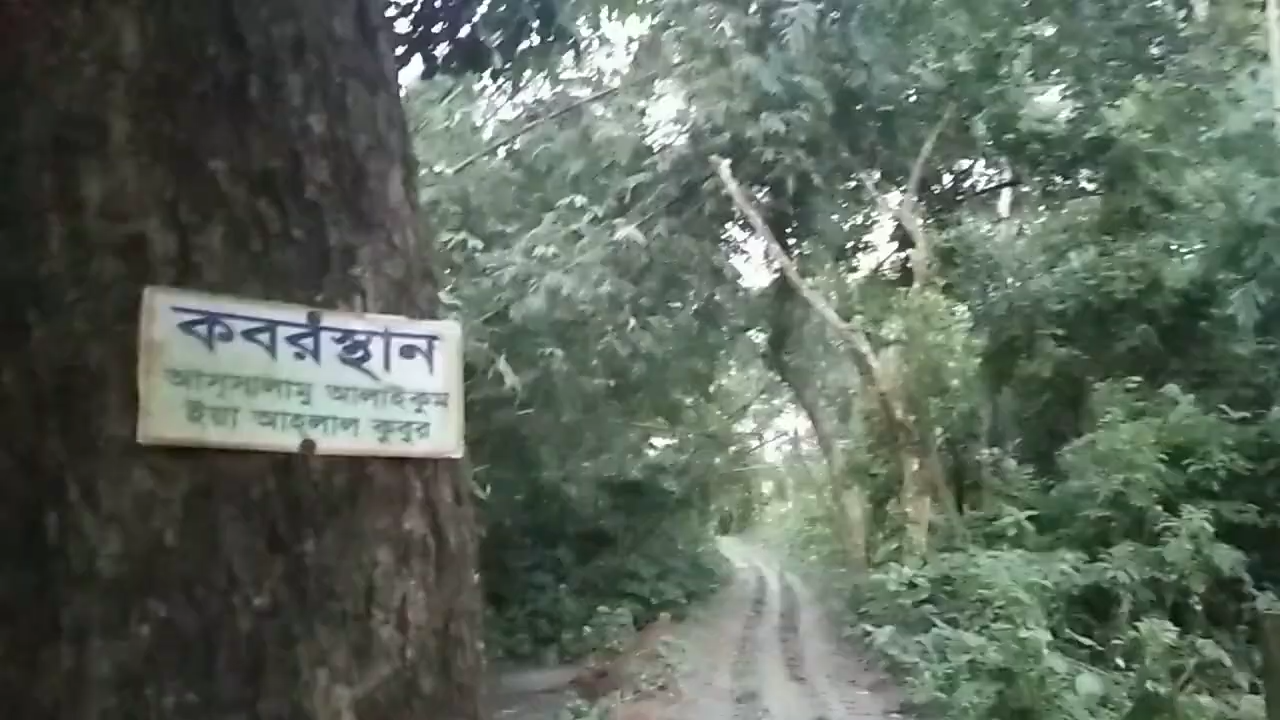 কবরস্থান
আস্সালামু আলাইকুম
ইয়া আহলাল কুবুর